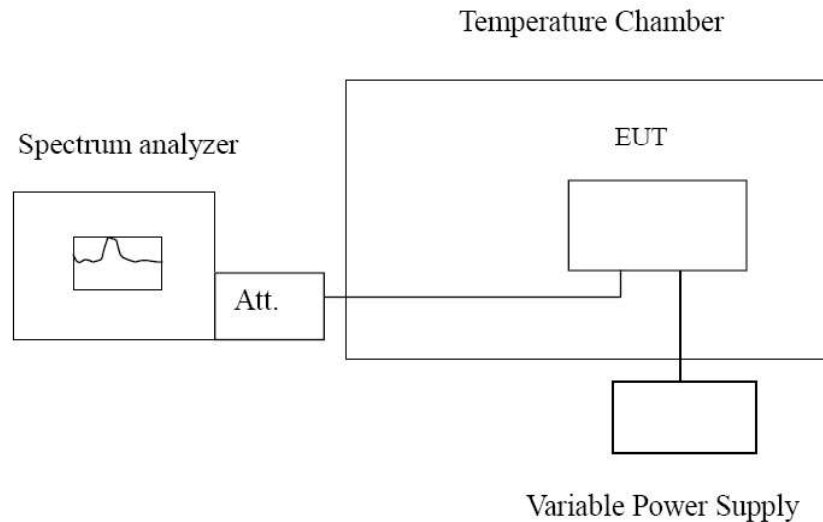 Temperature Chamber
Spectrum analyzer
EUT
Att.
Variable Power Supply